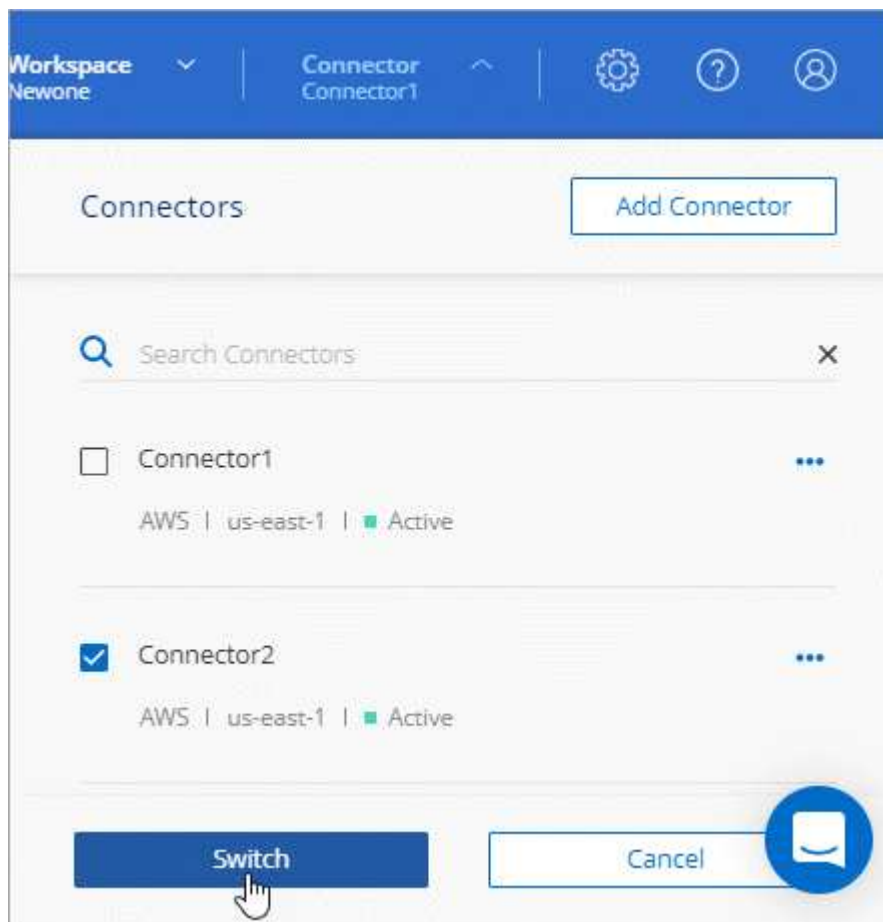 Workspace
Newone
Connector
Connector1
Connectors
Add Connector
Search Connectors
Connector1
AWS | us-east-1 | Active
Connector2
AWS | us-east-1 | Active
Switch
Cancel